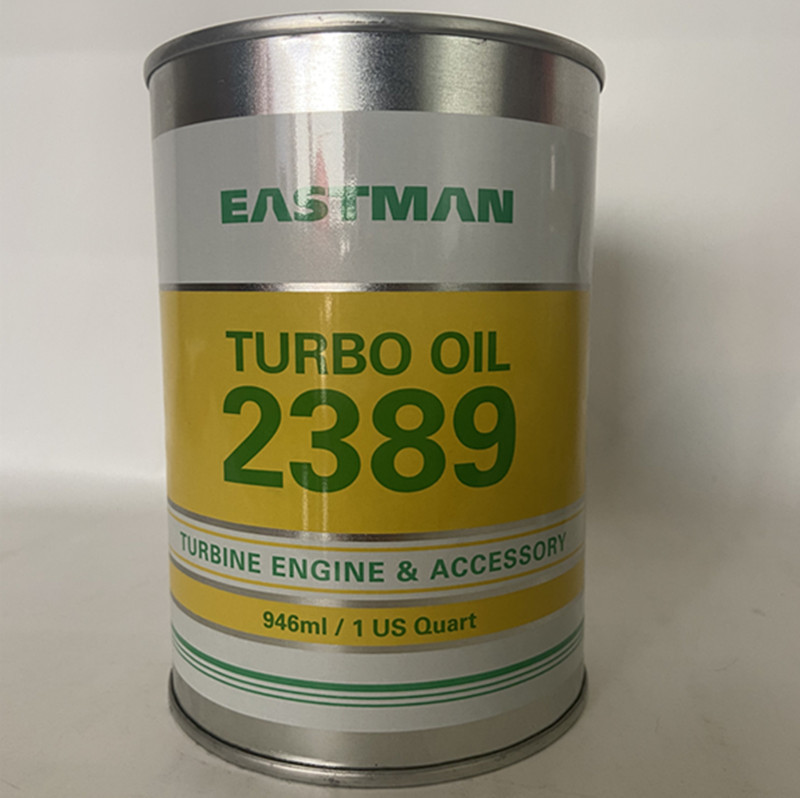 EASTMAN
TURBO OIL
2389
TURBINE ENGINE & ACCESSORY
946ml / 1 US Quart